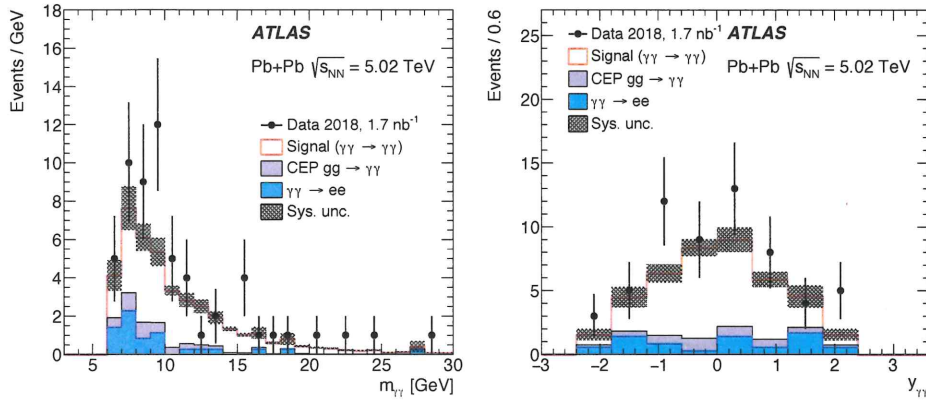 ATLAS
Pb+Pb √s_NN = 5.02 TeV
Data 2018, 1.7 nb⁻¹
Signal (γγ → γγ)
CEP gg → γγ
γγ → ee
Sys. unc.
Events / GeV
18
16
14
12
10
8
6
4
2
0
5 10 15 20 25 30
m_γγ [GeV]
ATLAS
Data 2018, 1.7 nb⁻¹
Signal (γγ → γγ)
Pb+Pb √s_NN = 5.02 TeV
CEP gg → γγ
γγ → ee
Sys. unc.
Events / 0.6
25
20
15
10
5
0
−3 −2 −1 0 1 2 3
y_γγ